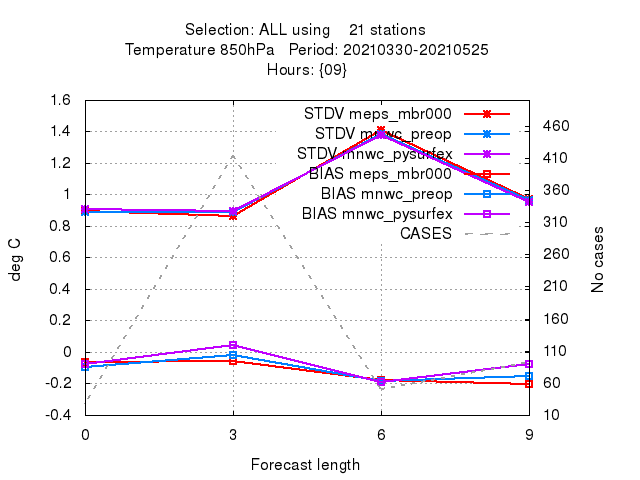 Selection: ALL using 21 stations
Temperature 850hPa Period: 20210330-20210525
Hours: {09}
STDV meps_mbr000
STDV mnwc_preop
STDV mnwc_pysurfex
BIAS meps_mbr000
BIAS mnwc_preop
BIAS mnwc_pysurfex
CASES
deg C
1.6
1.4
1.2
1
0.8
0.6
0.4
0.2
0
-0.2
-0.4
460
410
360
310
260
210
160
110
60
10
No cases
0 3 6 9
Forecast length